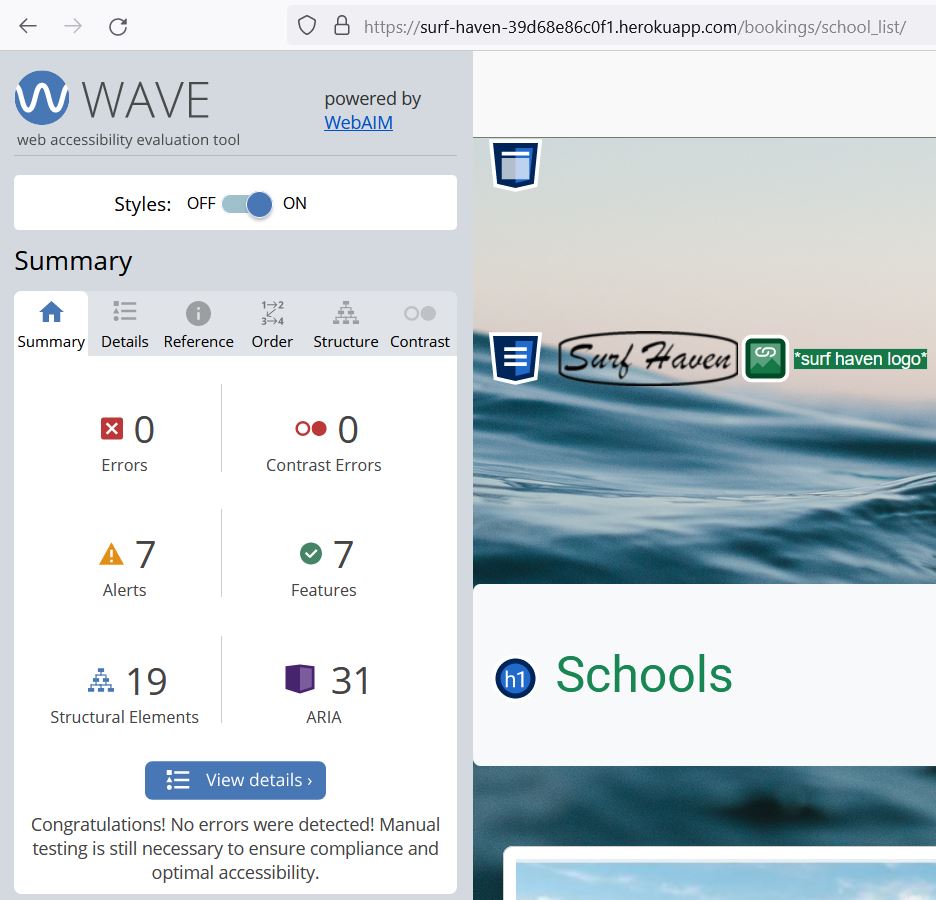 https://surf-haven-39d68e86c0f1.herokuapp.com/bookings/school_list/
WAVE
web accessibility evaluation tool
powered by
WebAIM
Styles: OFF ON
Summary
Summary Details Reference Order Structure Contrast
1 2
3 4
0 0
Errors Contrast Errors
7 7
Alerts Features
19 31
Structural Elements ARIA
View details ›
Congratulations! No errors were detected! Manual
testing is still necessary to ensure compliance and
optimal accessibility.
Surf Haven *surf haven logo*
h1 Schools